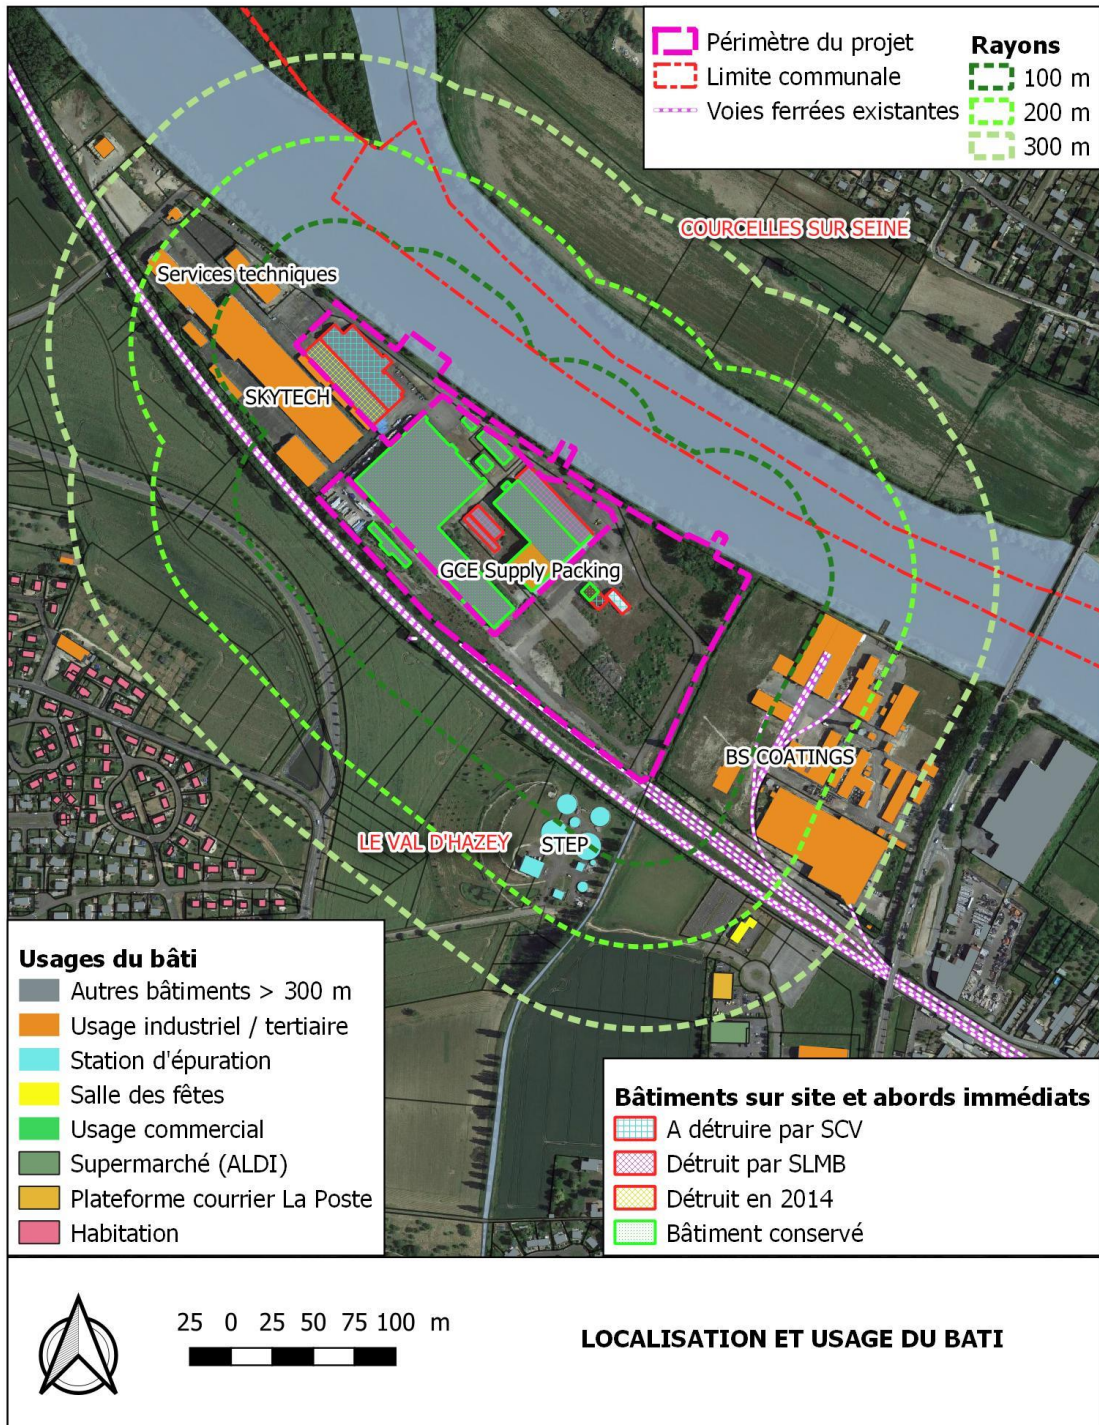 Périmètre du projet
Limite communale
Voies ferrées existantes
Rayons
100 m
200 m
300 m
COURCELLES SUR SEINE
Services techniques
SKYTECH
GCE Supply Packing
BS COATINGS
LE VAL D'HAZEY
STEP
Usages du bâti
Autres bâtiments > 300 m
Usage industriel / tertiaire
Station d'épuration
Salle des fêtes
Usage commercial
Supermarché (ALDI)
Plateforme courrier La Poste
Habitation
Bâtiments sur site et abords immédiats
A détruire par SCV
Détruit par SLMB
Détruit en 2014
Bâtiment conservé
25 0 25 50 75 100 m
LOCALISATION ET USAGE DU BATI